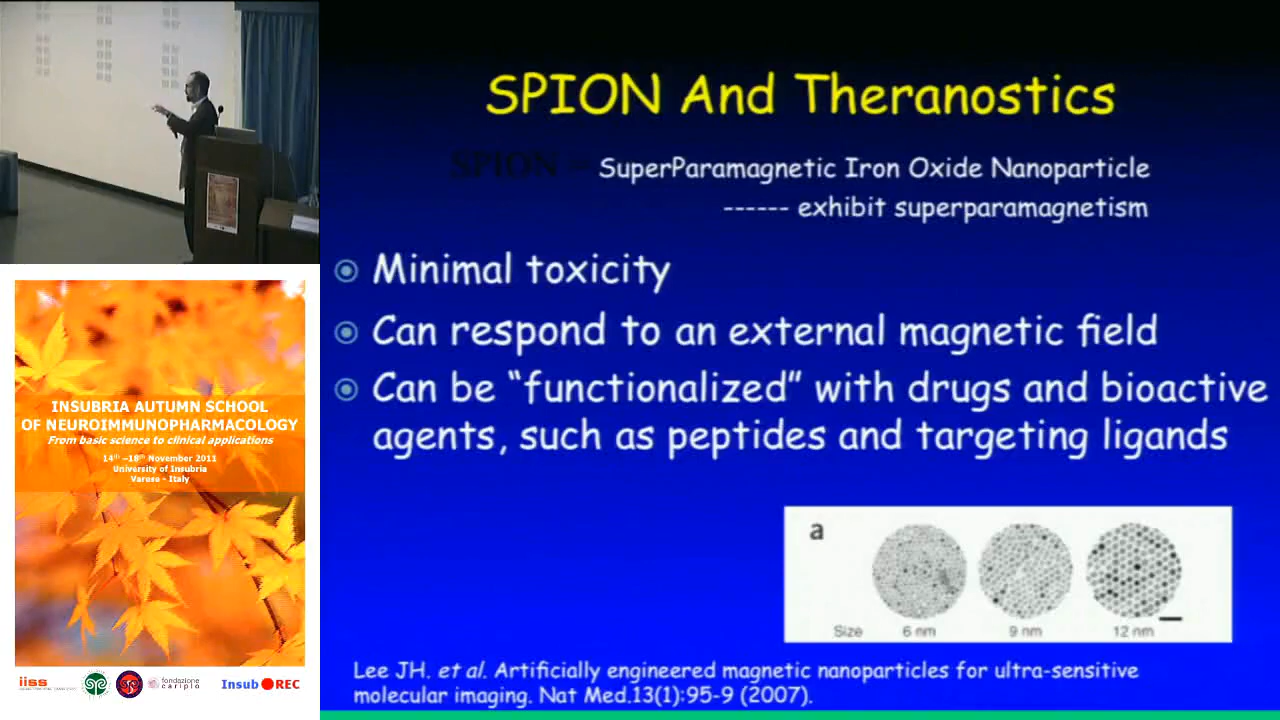 SPION And Theranostics
SPION = SuperParamagnetic Iron Oxide Nanoparticle
------ exhibit superparamagnetism
Minimal toxicity
Can respond to an external magnetic field
Can be “functionalized” with drugs and bioactive
agents, such as peptides and targeting ligands
a
Size 6 nm 9 nm 12 nm
Lee JH. et al. Artificially engineered magnetic nanoparticles for ultra-sensitive
molecular imaging. Nat Med.13(1):95-9 (2007).
INSUBRIA AUTUMN SCHOOL
OF NEUROIMMUNOPHARMACOLOGY
From basic science to clinical applications
14th –18th November 2011
University of Insubria
Varese - Italy
iiss
fondazione
cariplo
Insub REC